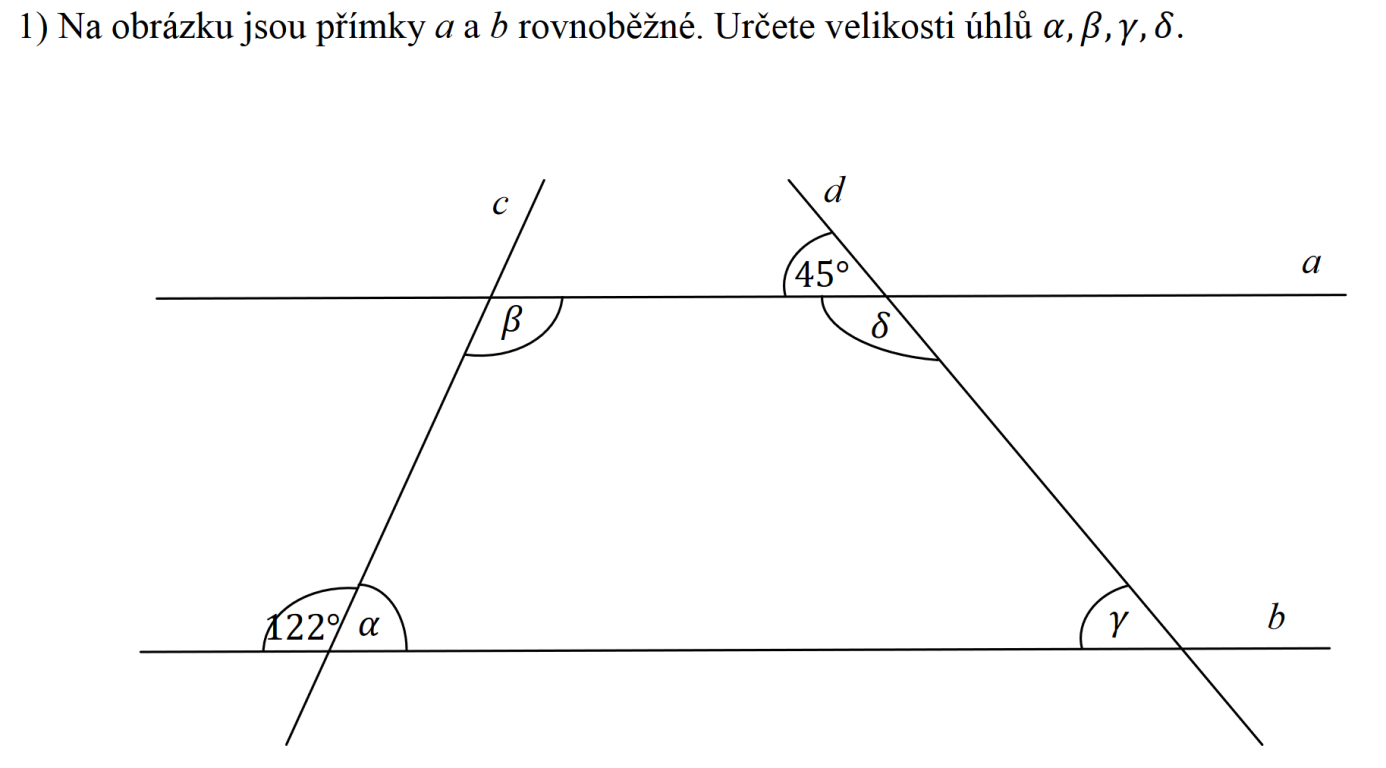 1) Na obrázku jsou přímky a a b rovnoběžné. Určete velikosti úhlů α, β, γ, δ.
c
d
a
45°
β
δ
122°
α
γ
b